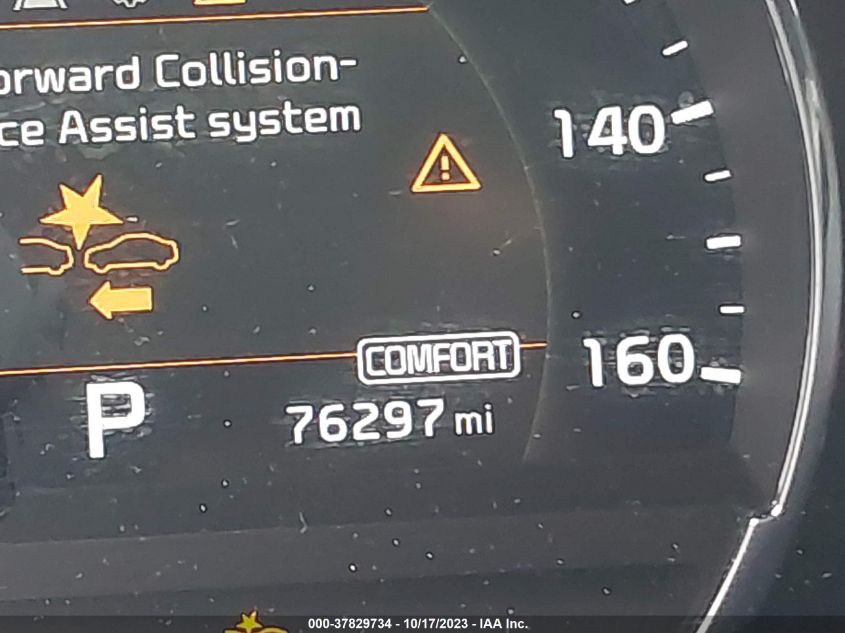 orward Collision-
ce Assist system
140
160
COMFORT
P
76297 mi
000-37829734 - 10/17/2023 - IAA Inc.